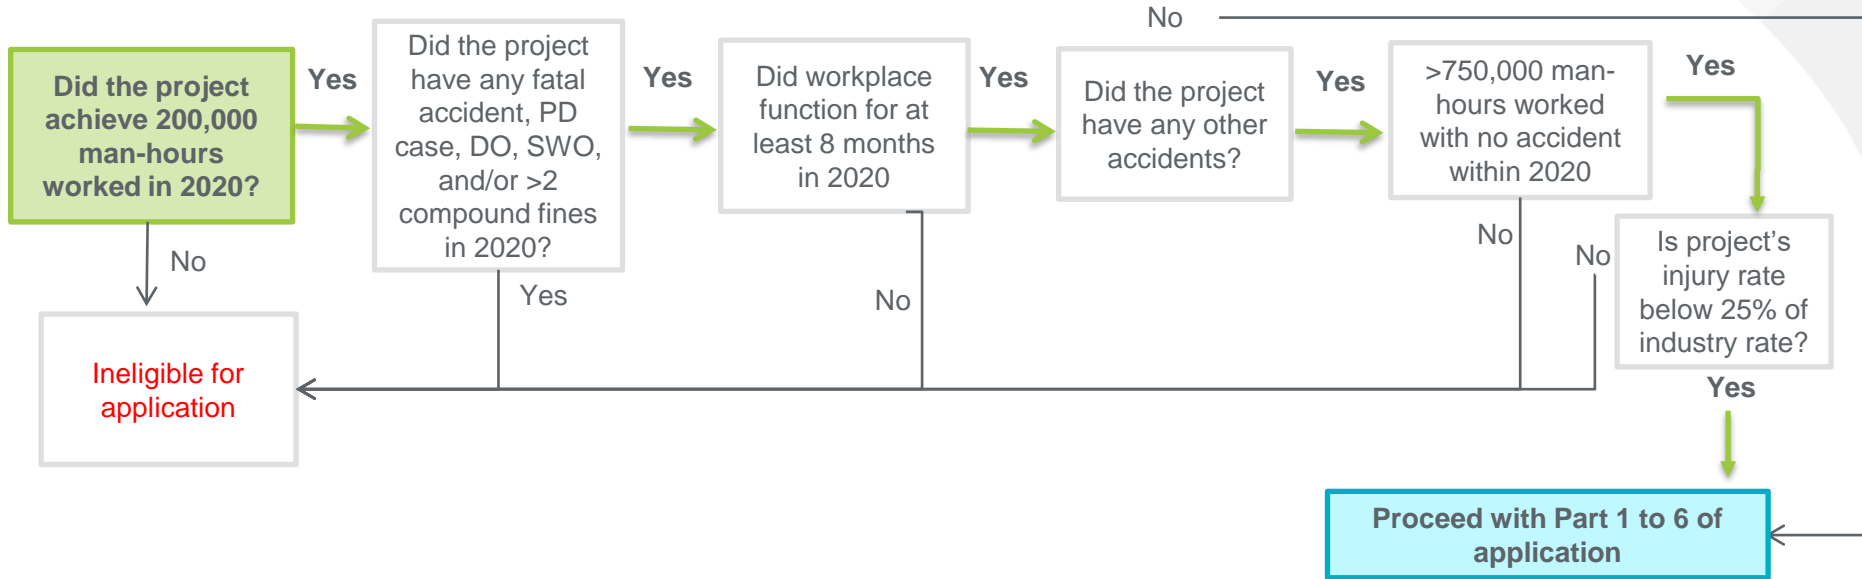 No
Did the project
achieve 200,000
man-hours
worked in 2020?
Yes
Did the project
have any fatal
accident, PD
case, DO, SWO,
and/or >2
compound fines
in 2020?
Yes
Did workplace
function for at
least 8 months
in 2020
Yes
Did the project
have any other
accidents?
Yes
>750,000 man-
hours worked
with no accident
within 2020
Yes
No
Yes
No
No
No
Is project's
injury rate
below 25% of
industry rate?
Ineligible for
application
Yes
Proceed with Part 1 to 6 of
application